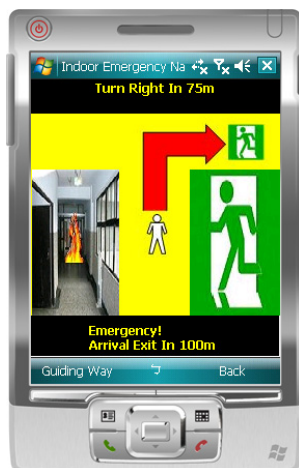 Indoor Emergency Na
Turn Right In 75m
Emergency!
Arrival Exit In 100m
Guiding Way
Back